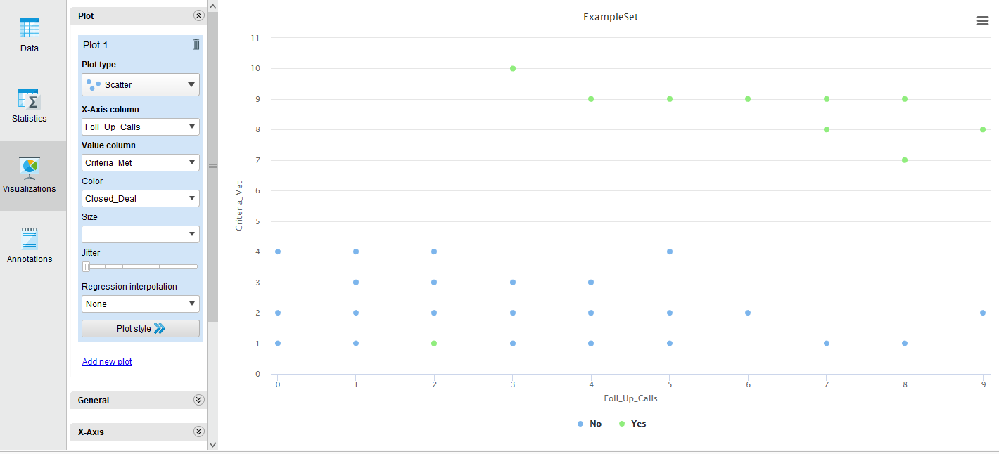 Data
Statistics
Visualizations
Annotations
Plot
Plot 1
Plot type
Scatter
X-Axis column
Foll_Up_Calls
Value column
Criteria_Met
Color
Closed_Deal
Size
-
Jitter
Regression interpolation
None
Plot style
Add new plot
General
X-Axis
ExampleSet
11
10
9
8
7
6
5
4
3
2
1
0
Criteria_Met
0 1 2 3 4 5 6 7 8 9
Foll_Up_Calls
No Yes